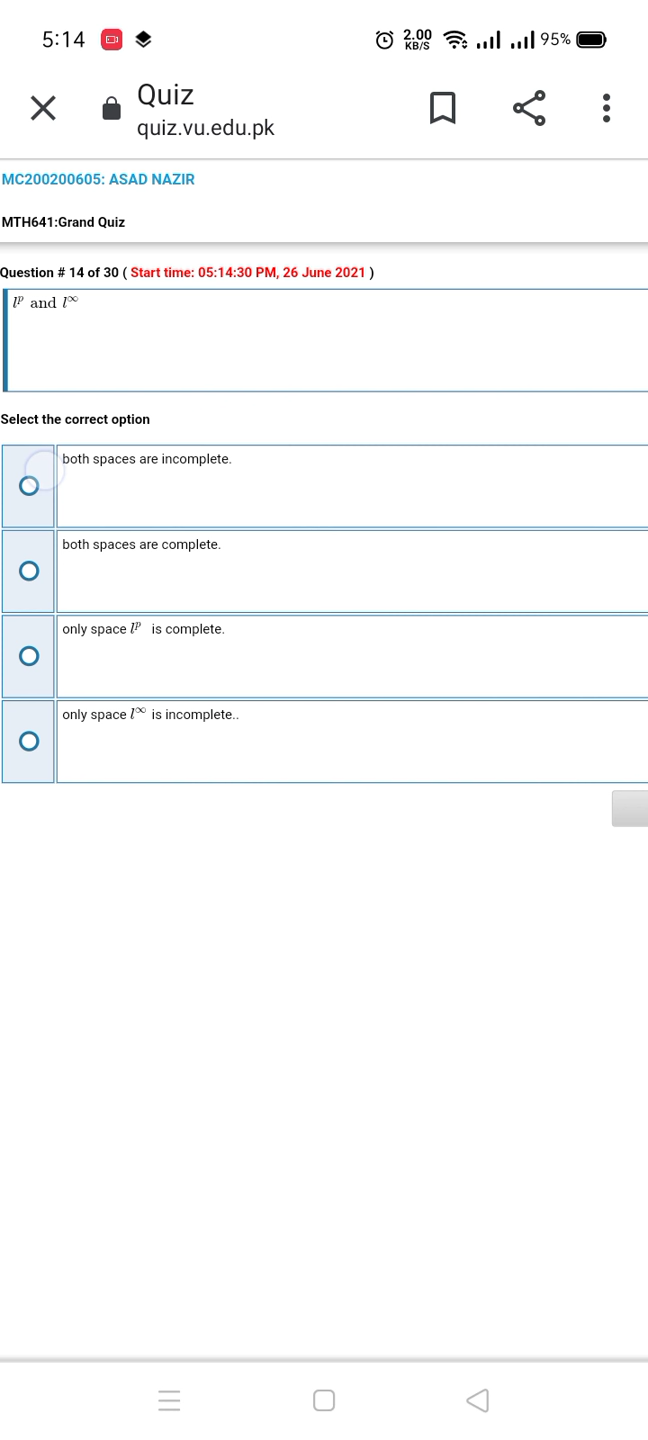 5:14 2.00 KB/S 95%
Quiz
quiz.vu.edu.pk
MC200200605: ASAD NAZIR
MTH641:Grand Quiz
Question # 14 of 30 ( Start time: 05:14:30 PM, 26 June 2021 )
lᵖ and l^∞
Select the correct option
both spaces are incomplete.
both spaces are complete.
only space lᵖ is complete.
only space l^∞ is incomplete..